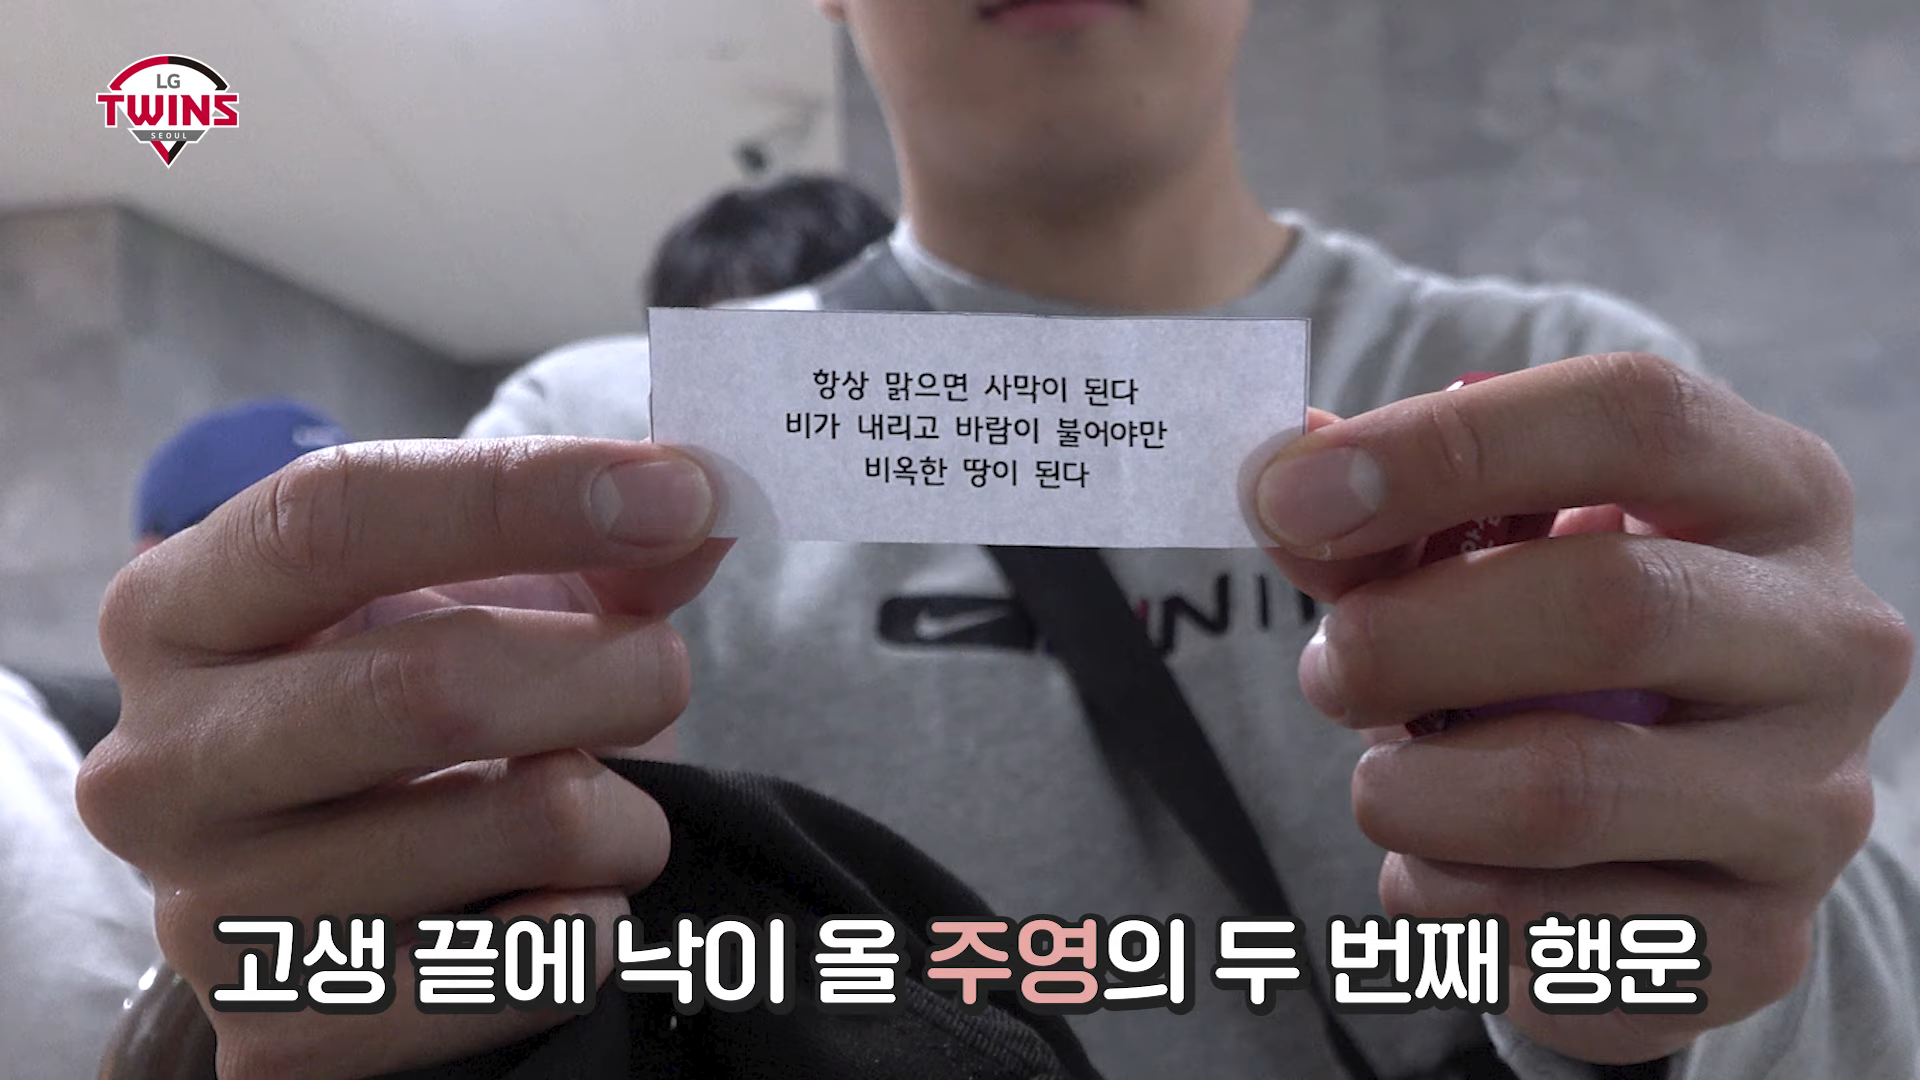 LG
TWINS
SEOUL
항상 맑으면 사막이 된다
비가 내리고 바람이 불어야만
비옥한 땅이 된다
고생 끝에 낙이 올 주영의 두 번째 행운